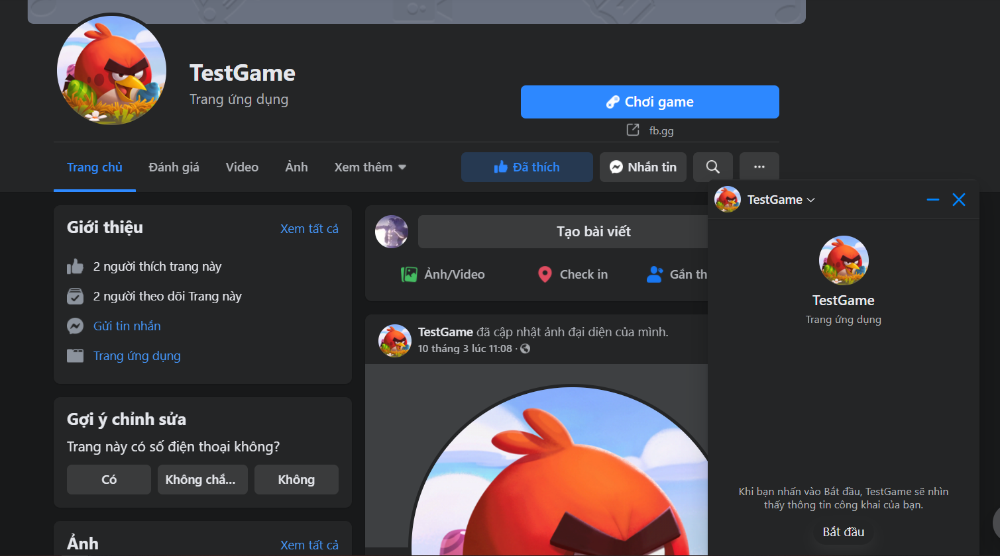 TestGame
Trang ứng dụng
Chơi game
fb.gg
Trang chủ
Đánh giá
Video
Ảnh
Xem thêm
Đã thích
Nhắn tin
Giới thiệu
Xem tất cả
2 người thích trang này
2 người theo dõi Trang này
Gửi tin nhắn
Trang ứng dụng
Gợi ý chỉnh sửa
Trang này có số điện thoại không?
Có
Không chắ...
Không
Ảnh
Xem tất cả
Tạo bài viết
Ảnh/Video
Check in
Gắn th
TestGame đã cập nhật ảnh đại diện của mình.
10 tháng 3 lúc 11:08 ·
TestGame
TestGame
Trang ứng dụng
Khi bạn nhấn vào Bắt đầu, TestGame sẽ nhìn
thấy thông tin công khai của bạn.
Bắt đầu